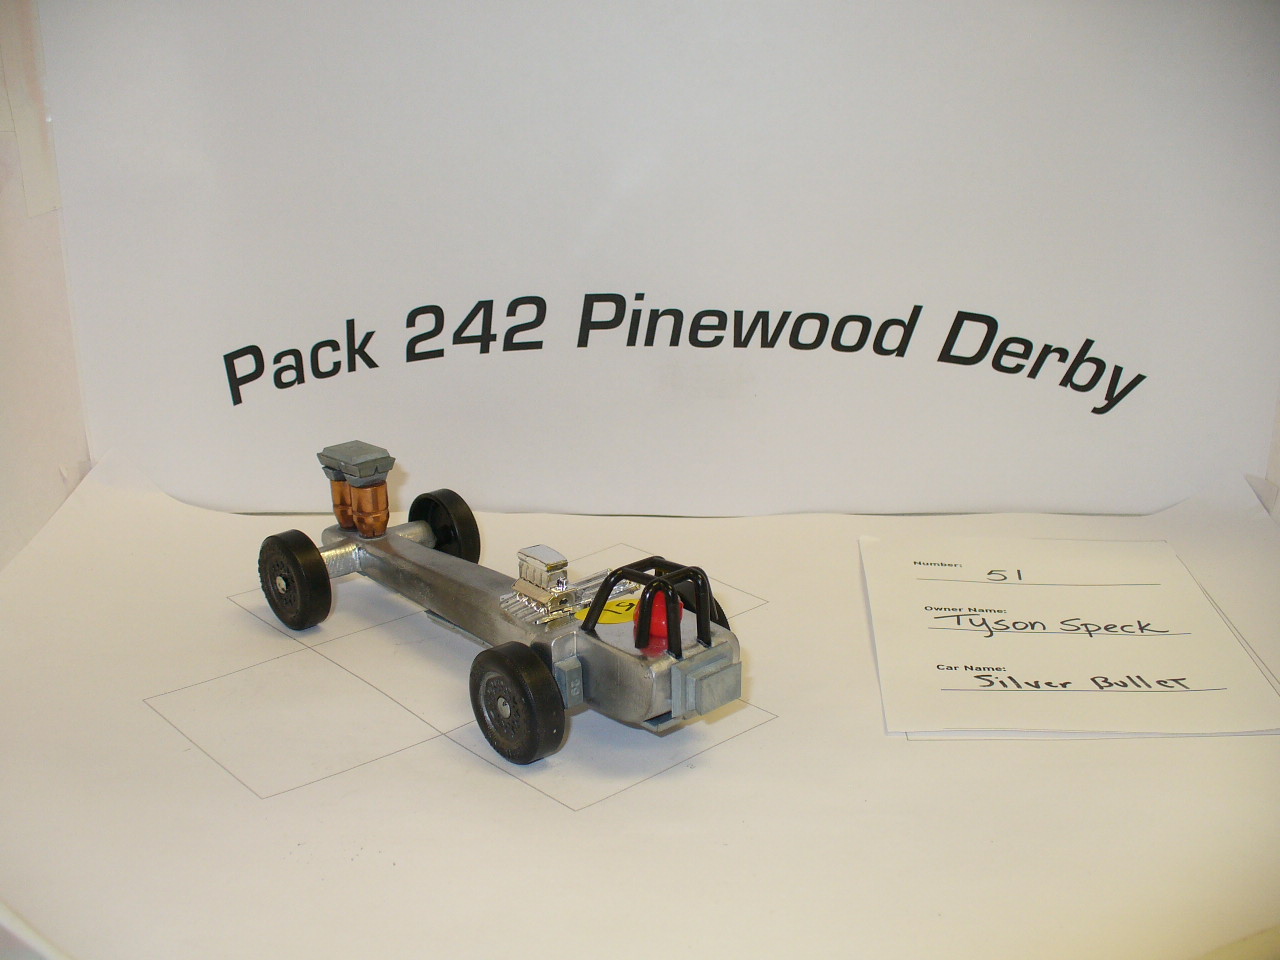 Pack 242 Pinewood Derby
Number: 51
Owner Name:
Tyson Speck
Car Name:
Silver Bullet